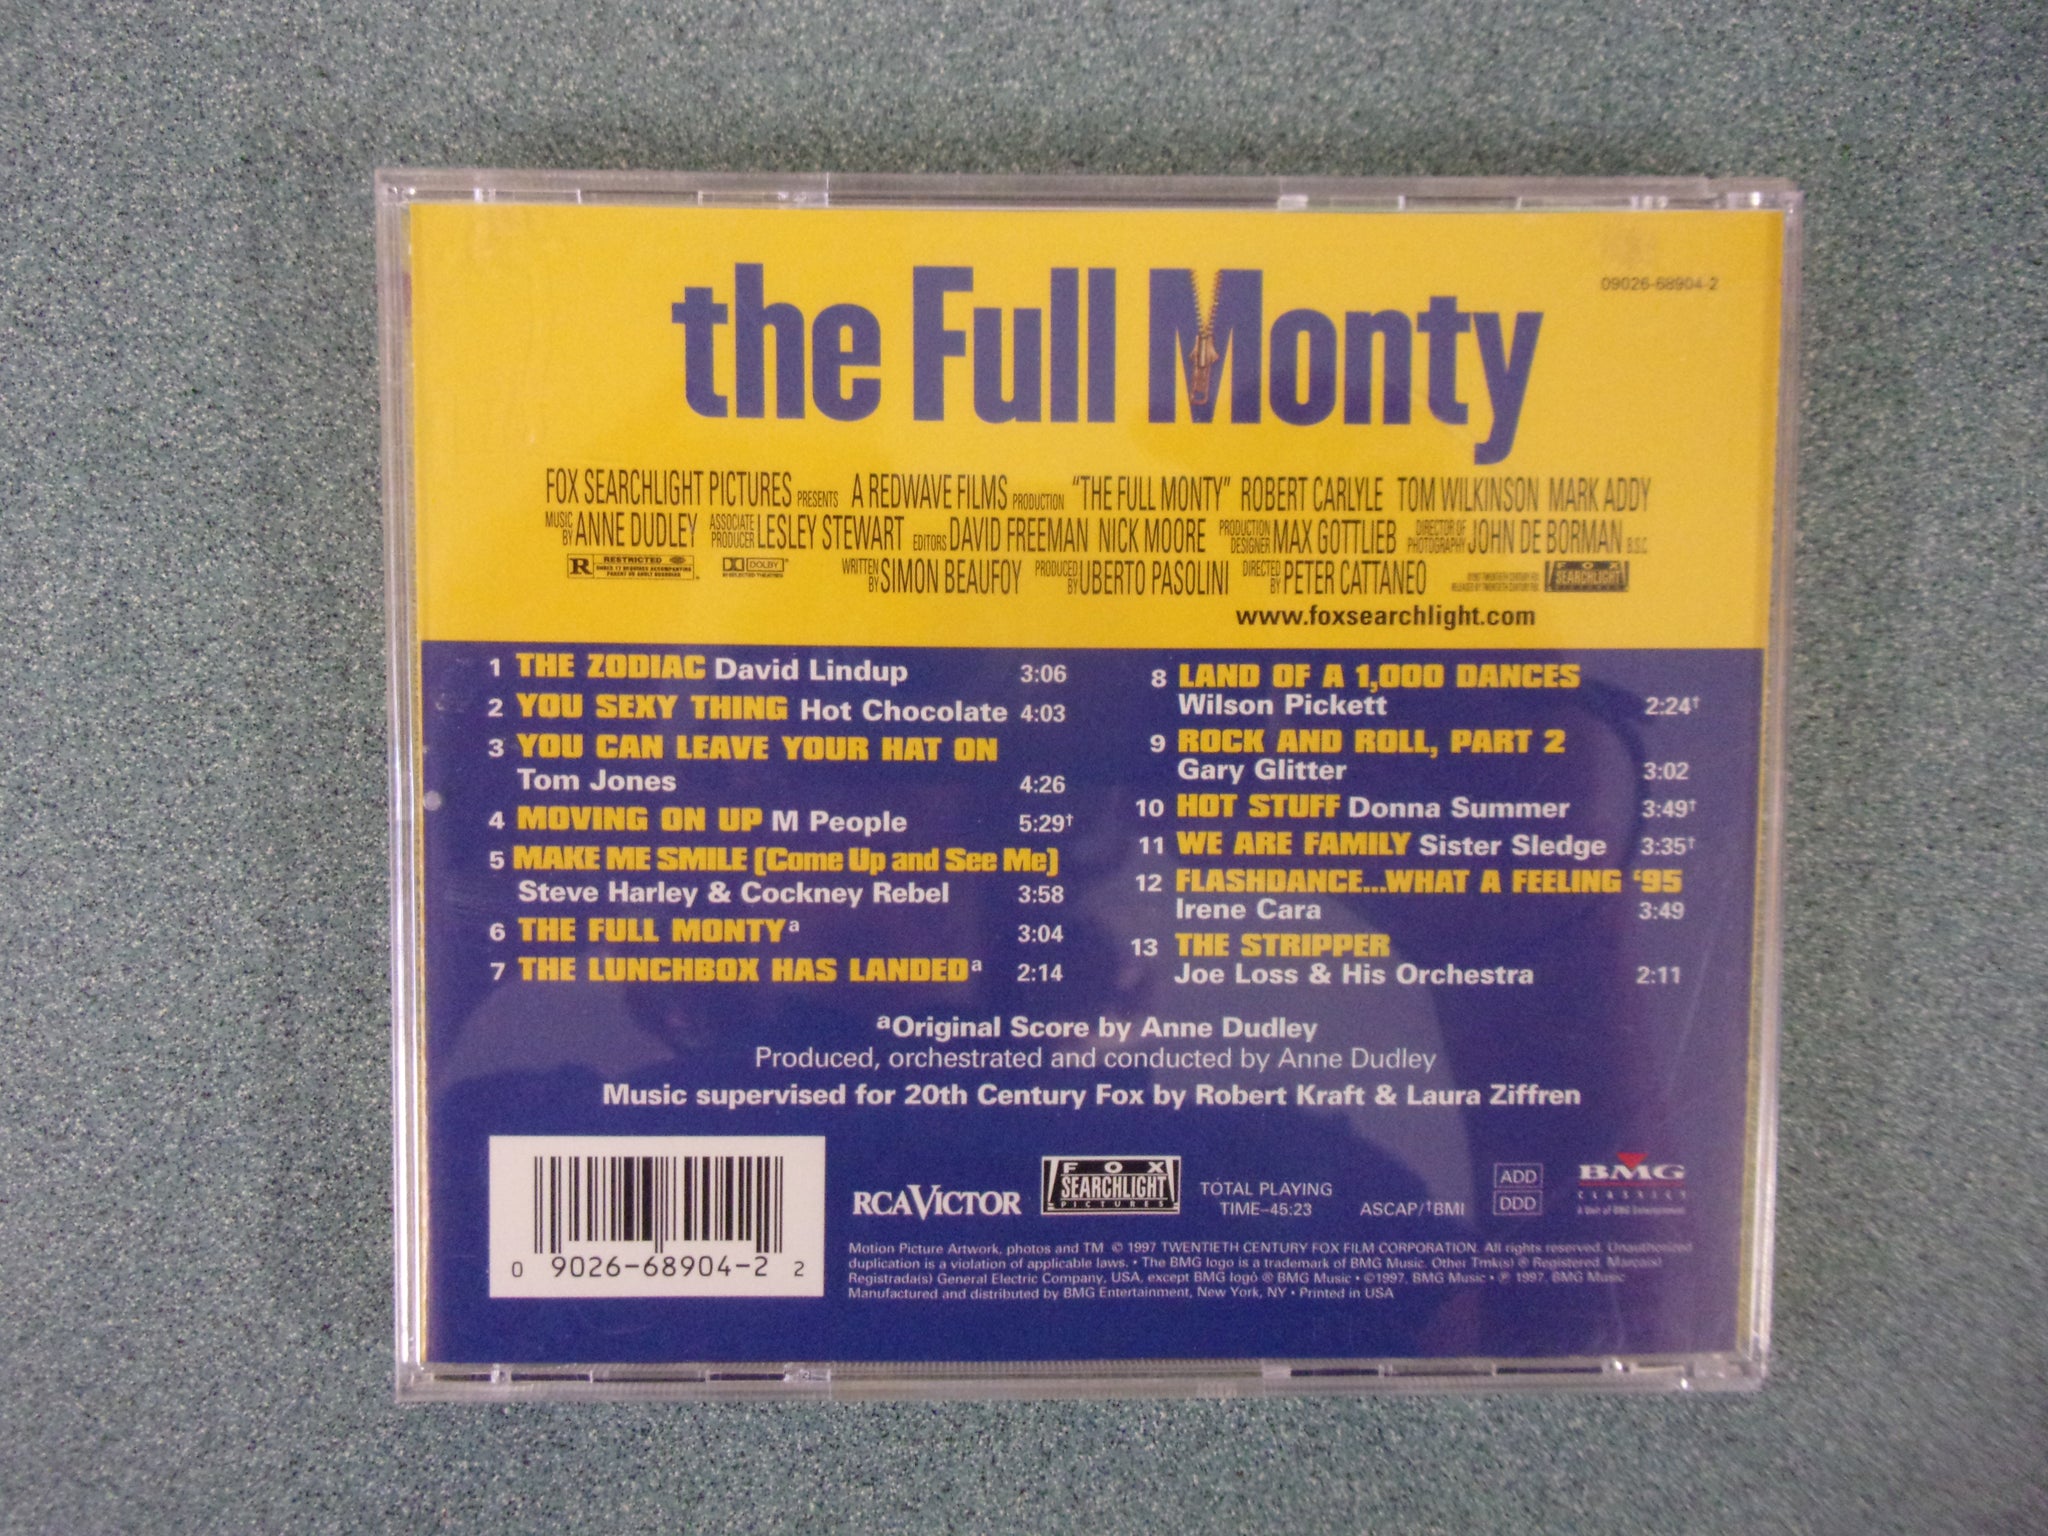 09026-68904-2
the Full Monty
FOX SEARCHLIGHT PICTURES PRESENTS A REDWAVE FILMS PRODUCTION "THE FULL MONTY" ROBERT CARLYLE TOM WILKINSON MARK ADDY
MUSIC BY ANNE DUDLEY ASSOCIATE PRODUCER LESLEY STEWART EDITORS DAVID FREEMAN NICK MOORE PRODUCTION DESIGNER MAX GOTTLIEB DIRECTOR OF PHOTOGRAPHY JOHN DE BORMAN B.S.C.
R RESTRICTED DOLBY WRITTEN BY SIMON BEAUFOY PRODUCED BY UBERTO PASOLINI DIRECTED BY PETER CATTANEO FOX SEARCHLIGHT
www.foxsearchlight.com
1 THE ZODIAC David Lindup 3:06
2 YOU SEXY THING Hot Chocolate 4:03
3 YOU CAN LEAVE YOUR HAT ON
Tom Jones 4:26
4 MOVING ON UP M People 5:29†
5 MAKE ME SMILE (Come Up and See Me)
Steve Harley & Cockney Rebel 3:58
6 THE FULL MONTYª 3:04
7 THE LUNCHBOX HAS LANDEDª 2:14
8 LAND OF A 1,000 DANCES
Wilson Pickett 2:24†
9 ROCK AND ROLL, PART 2
Gary Glitter 3:02
10 HOT STUFF Donna Summer 3:49†
11 WE ARE FAMILY Sister Sledge 3:35†
12 FLASHDANCE...WHAT A FEELING '95
Irene Cara 3:49
13 THE STRIPPER
Joe Loss & His Orchestra 2:11
ªOriginal Score by Anne Dudley
Produced, orchestrated and conducted by Anne Dudley
Music supervised for 20th Century Fox by Robert Kraft & Laura Ziffren
0 9026-68904-2 2
RCA VICTOR
FOX SEARCHLIGHT PICTURES
TOTAL PLAYING
TIME–45:23
ASCAP/†BMI
ADD
DDD
BMG
CLASSICS
A Unit of BMG Entertainment
Motion Picture Artwork, photos and TM © 1997 TWENTIETH CENTURY FOX FILM CORPORATION. All rights reserved. Unauthorized
duplication is a violation of applicable laws. • The BMG logo is a trademark of BMG Music. Other Trmk(s) ® Registered. Marca(s)
Registrada(s) General Electric Company, USA, except BMG logo ® BMG Music • ©1997, BMG Music • ℗ 1997, BMG Music
Manufactured and distributed by BMG Entertainment, New York, NY • Printed in USA